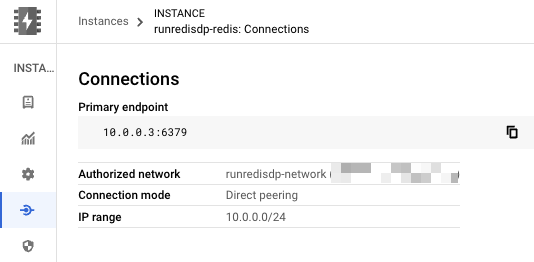 Instances
INSTANCE
runredisdp-redis: Connections
INSTA...
Connections
Primary endpoint
10.0.0.3:6379
Authorized network runredisdp-network (
Connection mode Direct peering
IP range 10.0.0.0/24